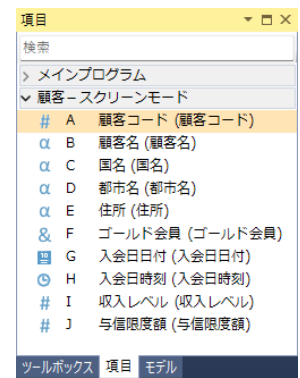 項目
検索
メインプログラム
顧客－スクリーンモード
# A 顧客コード (顧客コード)
α B 顧客名 (顧客名)
α C 国名 (国名)
α D 都市名 (都市名)
α E 住所 (住所)
& F ゴールド会員 (ゴールド会員)
G 入会日付 (入会日付)
H 入会時刻 (入会時刻)
# I 収入レベル (収入レベル)
# J 与信限度額 (与信限度額)
ツールボックス 項目 モデル